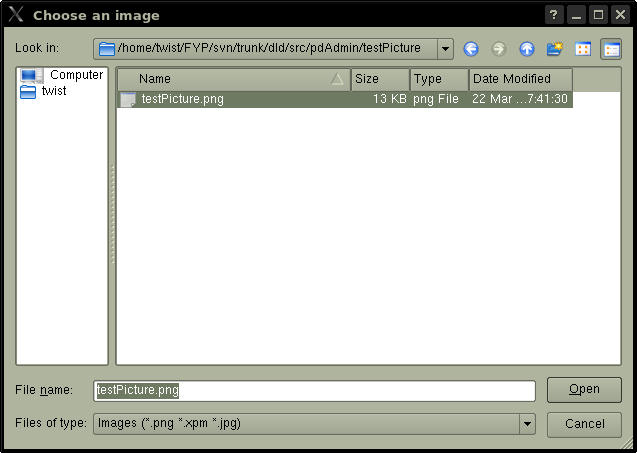 Choose an image
Look in: /home/twist/FYP/svn/trunk/dld/src/pdAdmin/testPicture
Computer
twist
Name Size Type Date Modified
testPicture.png 13 KB png File 22 Mar ...7:41:30
File name: testPicture.png Open
Files of type: Images (*.png *.xpm *.jpg) Cancel